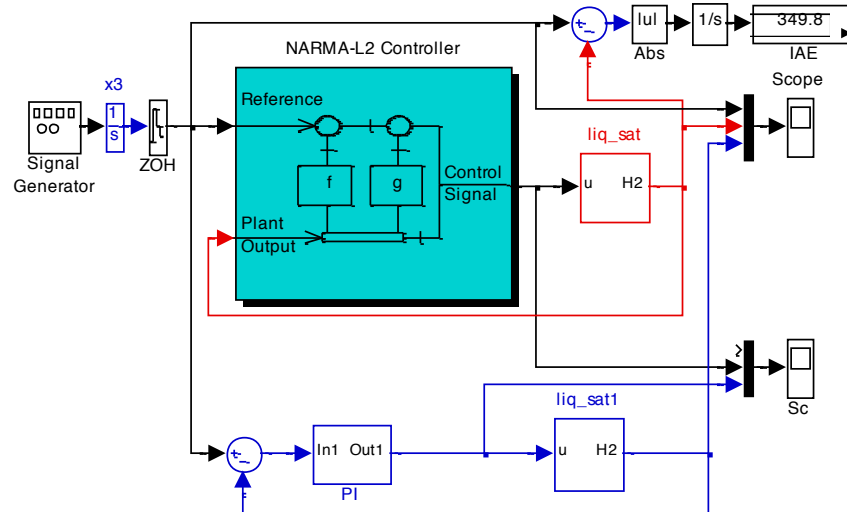 |u|
1/s
349.8
NARMA-L2 Controller
Abs
IAE
x3
Scope
Reference
1
s
Signal
Generator
ZOH
liq_sat
f
g
Control
Signal
u
H2
Plant
Output
liq_sat1
Sc
In1
Out1
u
H2
PI